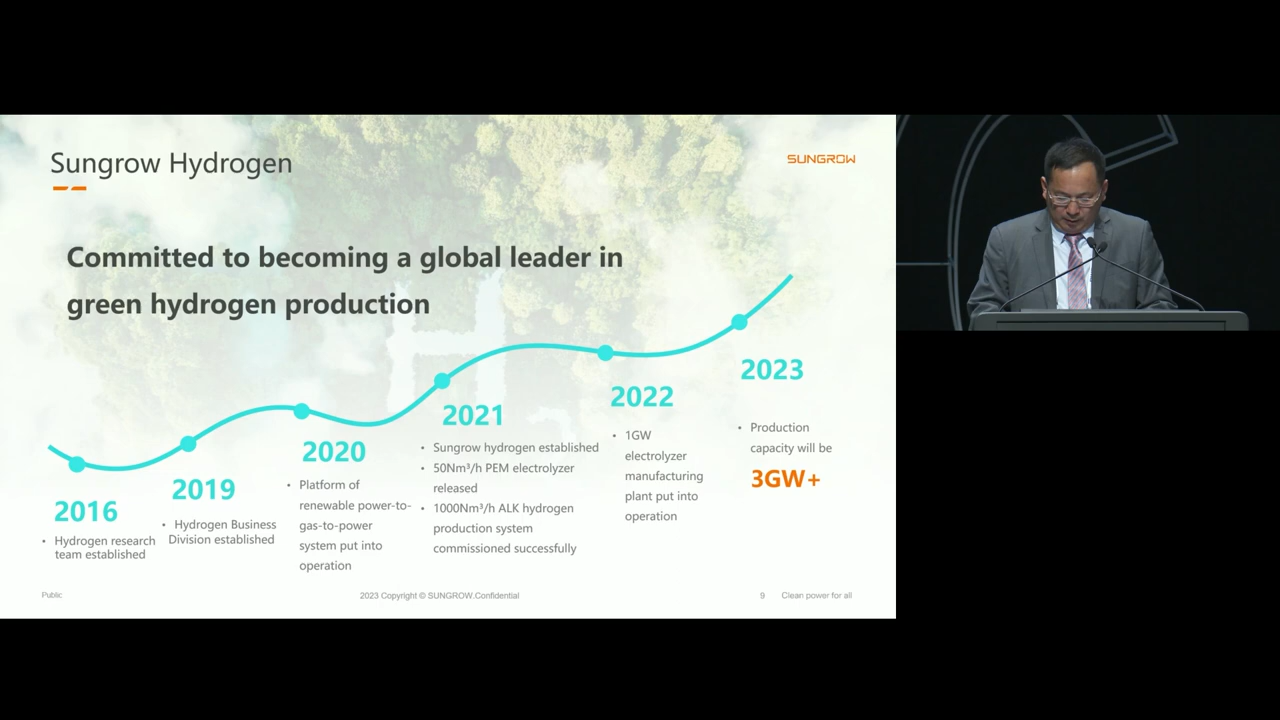 Sungrow Hydrogen
SUNGROW
Committed to becoming a global leader in
green hydrogen production
2016
• Hydrogen research
team established
2019
• Hydrogen Business
Division established
2020
• Platform of
renewable power-to-
gas-to-power
system put into
operation
2021
• Sungrow hydrogen established
• 50Nm³/h PEM electrolyzer
released
• 1000Nm³/h ALK hydrogen
production system
commissioned successfully
2022
• 1GW
electrolyzer
manufacturing
plant put into
operation
2023
• Production
capacity will be
3GW+
Public
2023 Copyright © SUNGROW.Confidential
9
Clean power for all